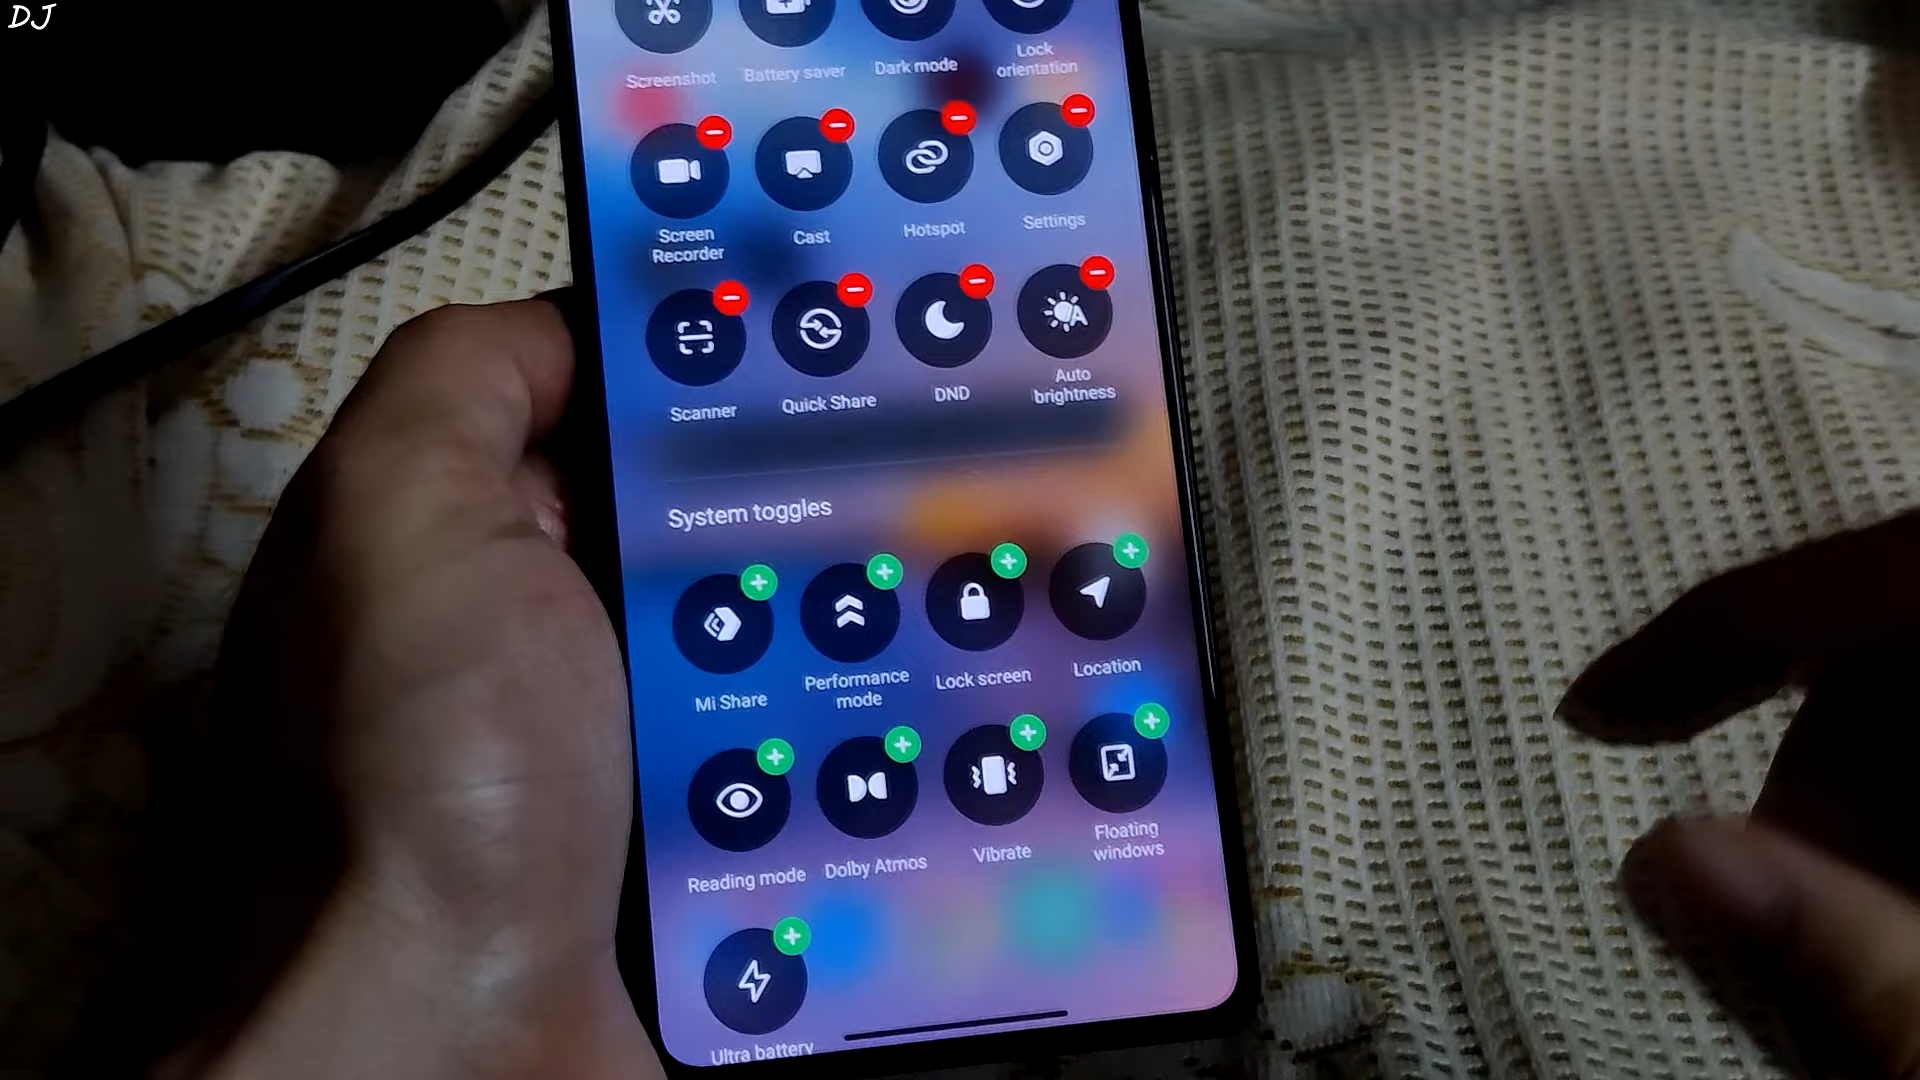 DJ
Screenshot
Battery saver
Dark mode
Lock
orientation
Screen
Recorder
Cast
Hotspot
Settings
Scanner
Quick Share
DND
Auto
brightness
System toggles
Mi Share
Performance
mode
Lock screen
Location
Reading mode
Dolby Atmos
Vibrate
Floating
windows
Ultra battery